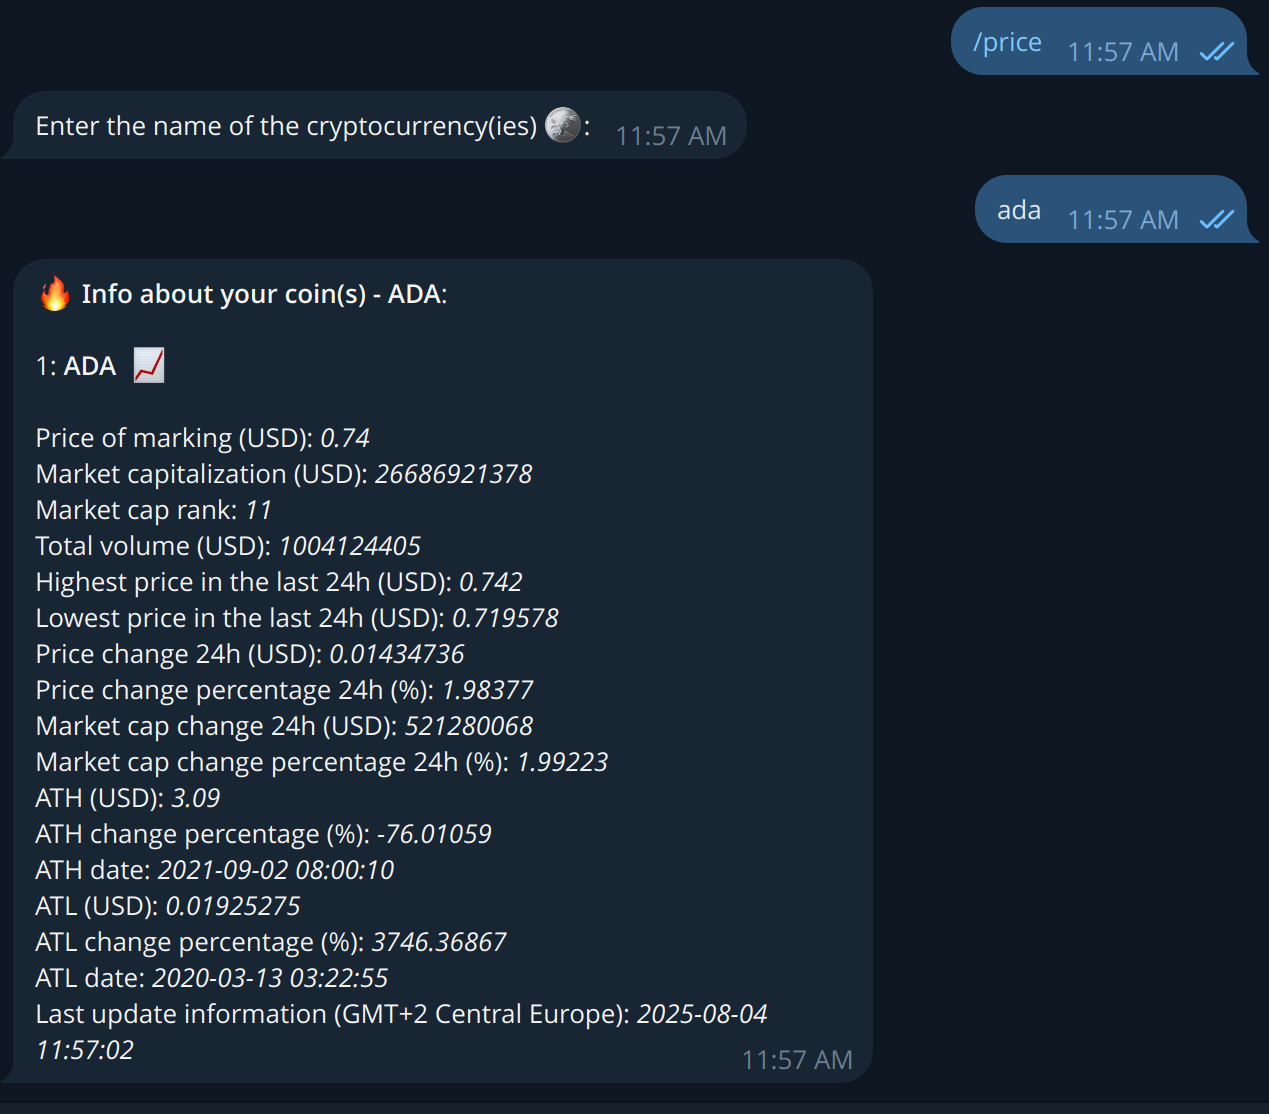 /price 11:57 AM
Enter the name of the cryptocurrency(ies) 🌚: 11:57 AM
ada 11:57 AM
🔥 Info about your coin(s) - ADA:
1: ADA 📈
Price of marking (USD): 0.74
Market capitalization (USD): 26686921378
Market cap rank: 11
Total volume (USD): 1004124405
Highest price in the last 24h (USD): 0.742
Lowest price in the last 24h (USD): 0.719578
Price change 24h (USD): 0.01434736
Price change percentage 24h (%): 1.98377
Market cap change 24h (USD): 521280068
Market cap change percentage 24h (%): 1.99223
ATH (USD): 3.09
ATH change percentage (%): -76.01059
ATH date: 2021-09-02 08:00:10
ATL (USD): 0.01925275
ATL change percentage (%): 3746.36867
ATL date: 2020-03-13 03:22:55
Last update information (GMT+2 Central Europe): 2025-08-04
11:57:02 11:57 AM